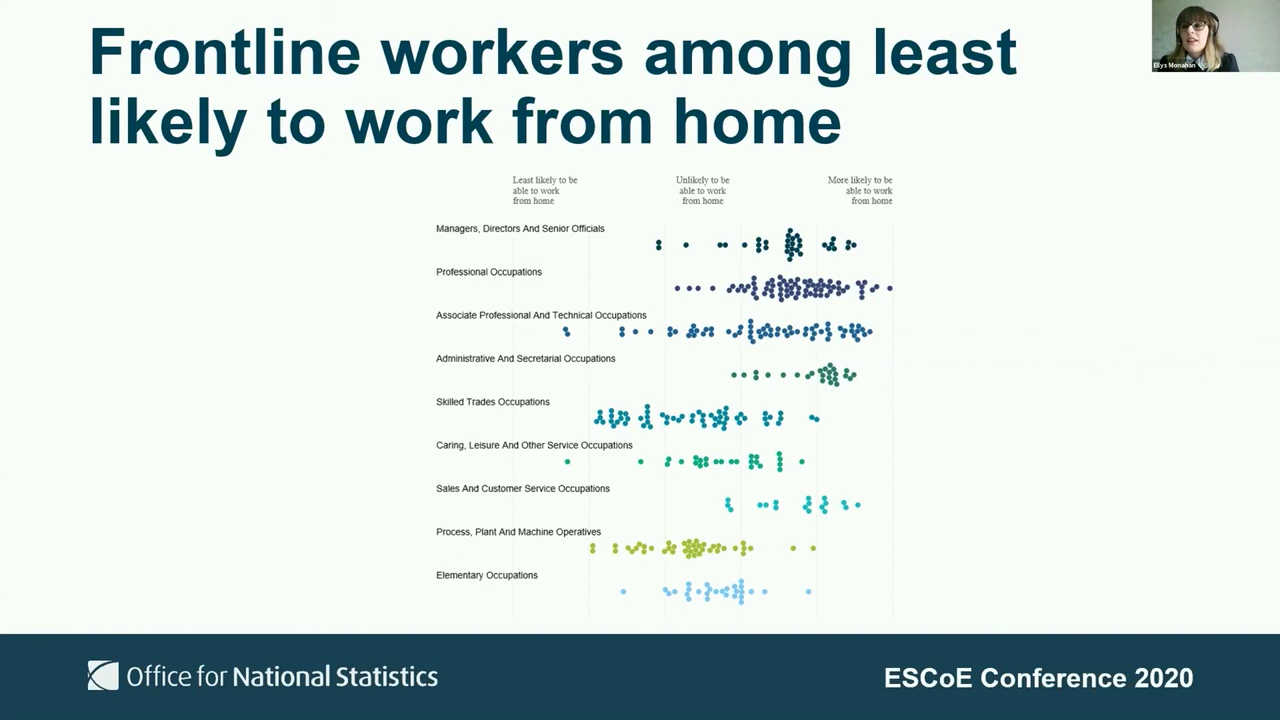 Frontline workers among least
likely to work from home
Ellys Monahan
Least likely to be
able to work
from home
Unlikely to be
able to work
from home
More likely to be
able to work
from home
Managers, Directors And Senior Officials
Professional Occupations
Associate Professional And Technical Occupations
Administrative And Secretarial Occupations
Skilled Trades Occupations
Caring, Leisure And Other Service Occupations
Sales And Customer Service Occupations
Process, Plant And Machine Operatives
Elementary Occupations
Office for National Statistics
ESCoE Conference 2020